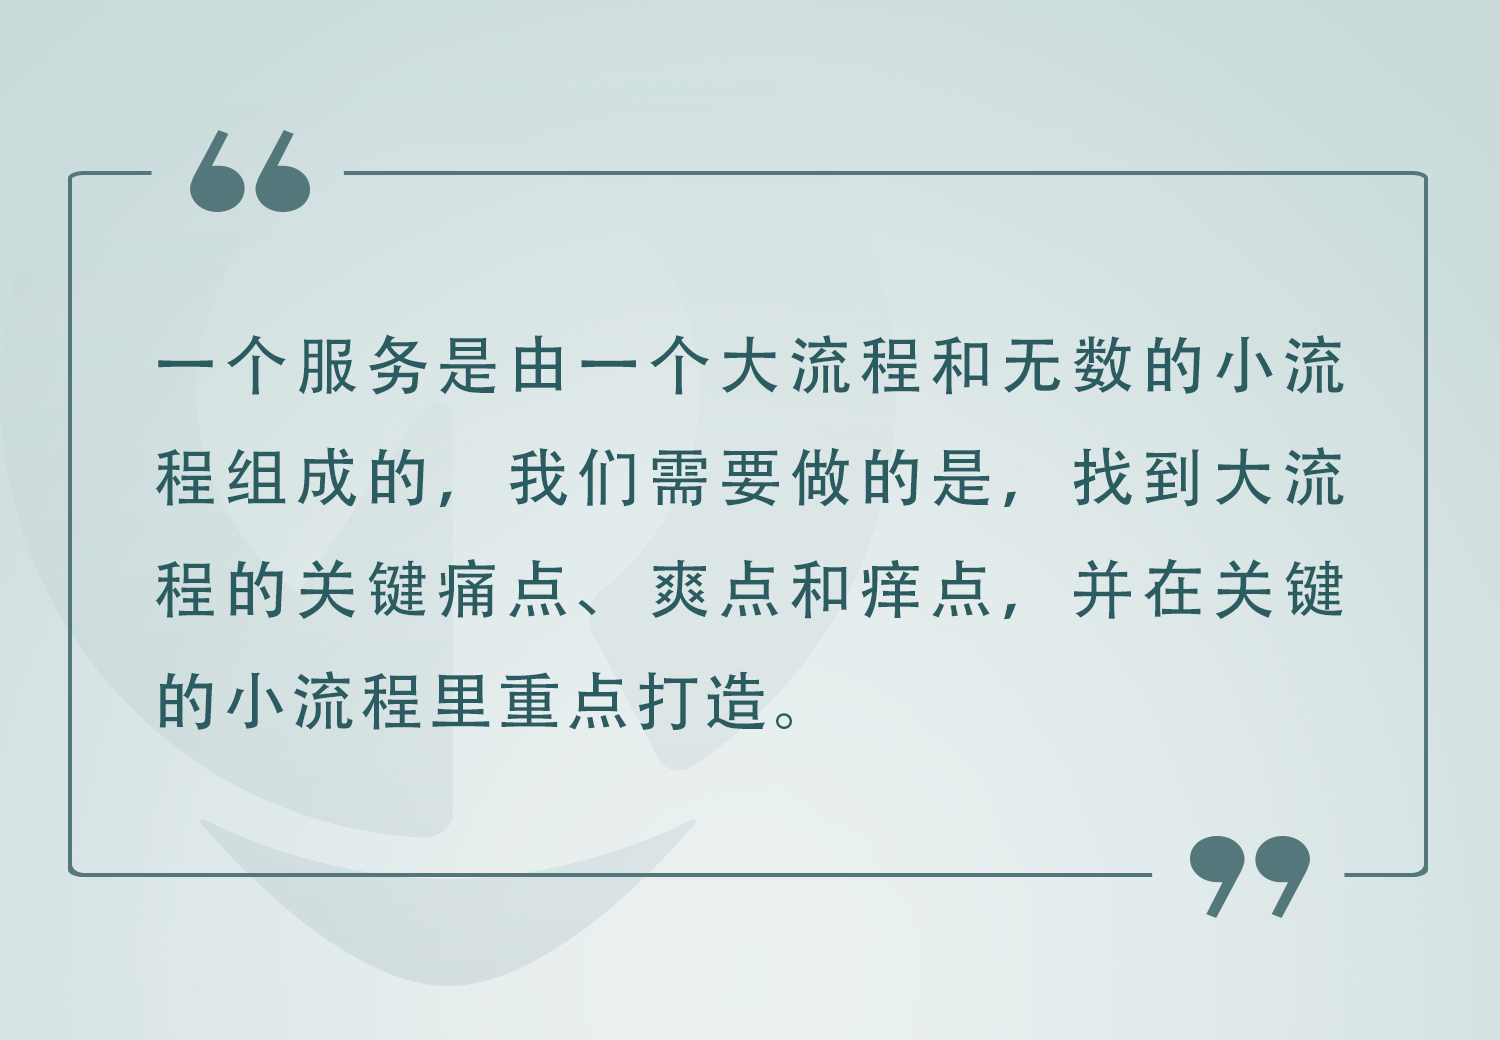 一个服务是由一个大流程和无数的小流
程组成的，我们需要做的是，找到大流
程的关键痛点、爽点和痒点，并在关键
的小流程里重点打造。